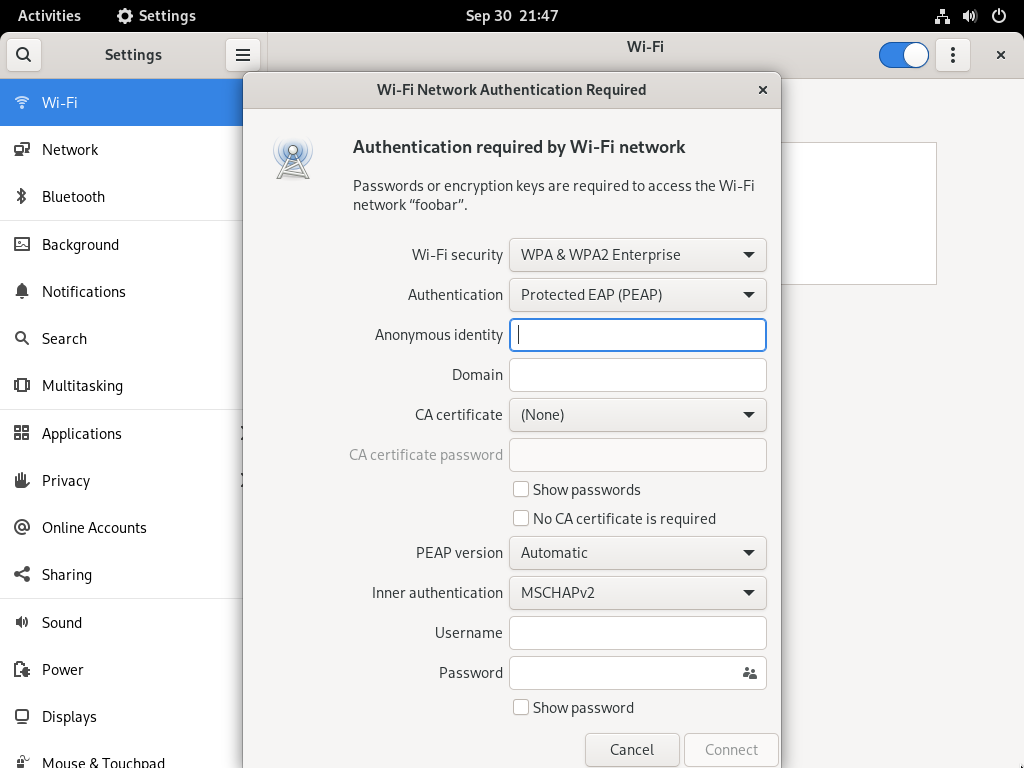 Activities
Settings
Sep 30 21:47
Settings
Wi-Fi
Wi-Fi
Network
Bluetooth
Background
Notifications
Search
Multitasking
Applications
Privacy
Online Accounts
Sharing
Sound
Power
Displays
Mouse & Touchpad
Wi-Fi Network Authentication Required
Authentication required by Wi-Fi network
Passwords or encryption keys are required to access the Wi-Fi
network “foobar”.
Wi-Fi security WPA & WPA2 Enterprise
Authentication Protected EAP (PEAP)
Anonymous identity
Domain
CA certificate (None)
CA certificate password
Show passwords
No CA certificate is required
PEAP version Automatic
Inner authentication MSCHAPv2
Username
Password
Show password
Cancel Connect